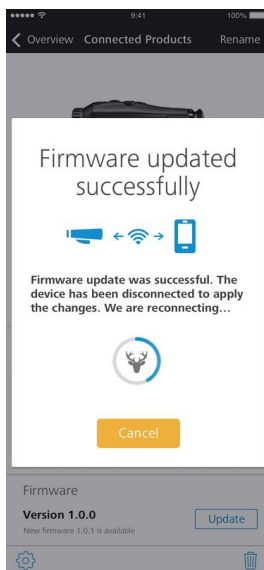 9:41
100%
Overview
Connected Products
Rename
Firmware updated
successfully
Firmware update was successful. The
device has been disconnected to apply
the changes. We are reconnecting...
Cancel
Firmware
Version 1.0.0
New firmware 1.0.1 is available
Update